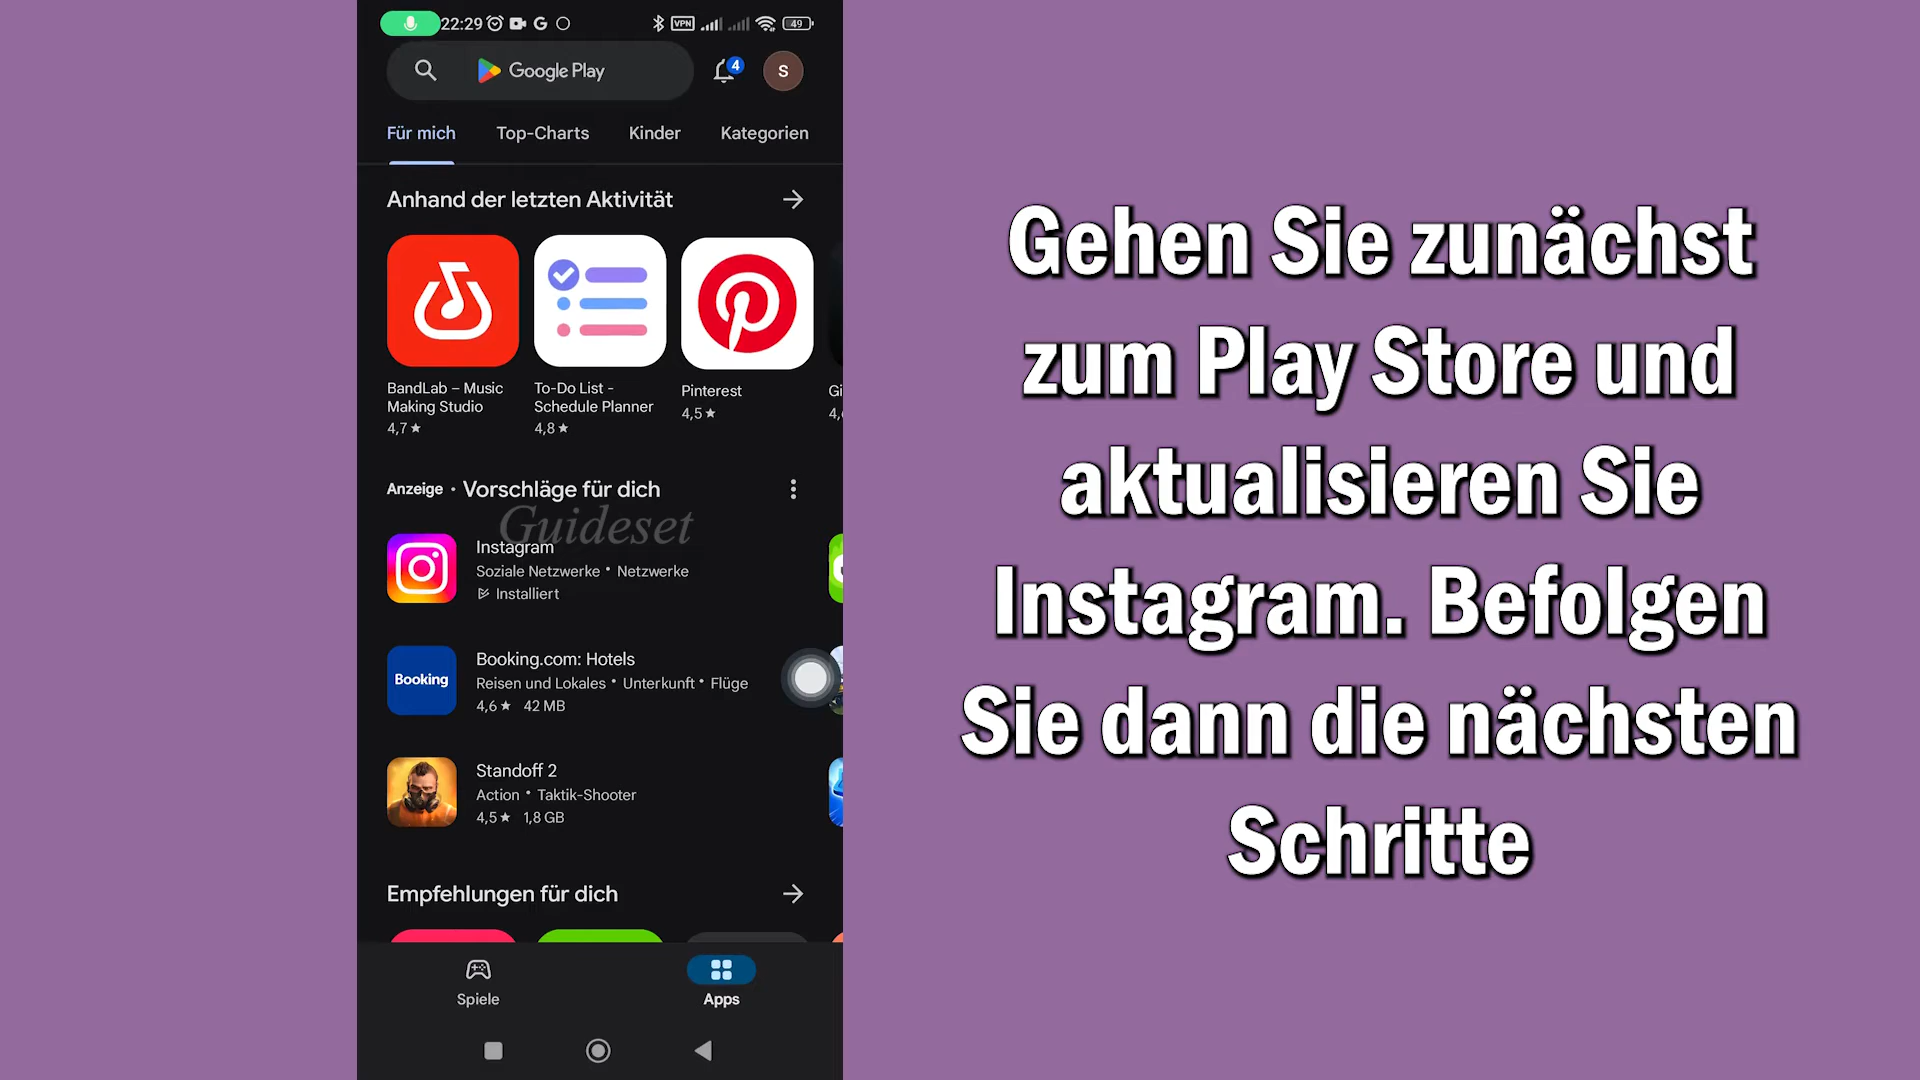 22:29
VPN
49
Google Play
4
S
Für mich
Top-Charts
Kinder
Kategorien
Anhand der letzten Aktivität
BandLab – Music
Making Studio
4,7 ★
To-Do List -
Schedule Planner
4,8 ★
Pinterest
4,5 ★
Gi
Anzeige • Vorschläge für dich
Guideset
Instagram
Soziale Netzwerke • Netzwerke
Installiert
Booking
Booking.com: Hotels
Reisen und Lokales • Unterkunft • Flüge
4,6 ★ 42 MB
Standoff 2
Action • Taktik-Shooter
4,5 ★ 1,8 GB
Empfehlungen für dich
Spiele
Apps
Gehen Sie zunächst
zum Play Store und
aktualisieren Sie
Instagram. Befolgen
Sie dann die nächsten
Schritte